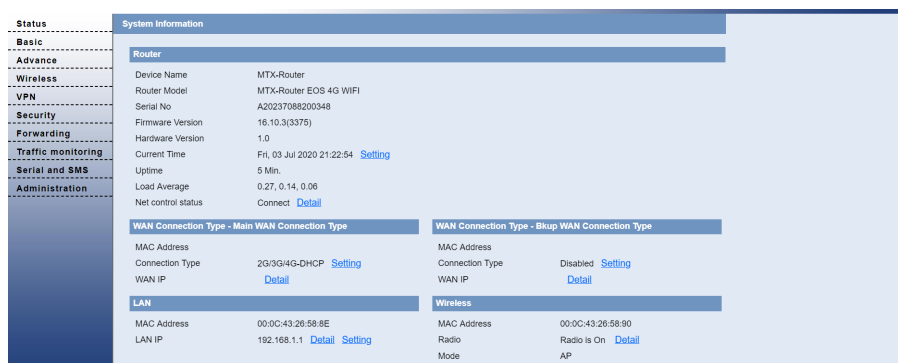 Status
Basic
Advance
Wireless
VPN
Security
Forwarding
Traffic monitoring
Serial and SMS
Administration
System Information
Router
Device Name MTX-Router
Router Model MTX-Router EOS 4G WIFI
Serial No A20237088200348
Firmware Version 16.10.3(3375)
Hardware Version 1.0
Current Time Fri, 03 Jul 2020 21:22:54 Setting
Uptime 5 Min.
Load Average 0.27, 0.14, 0.06
Net control status Connect Detail
WAN Connection Type - Main WAN Connection Type
MAC Address
Connection Type 2G/3G/4G-DHCP Setting
WAN IP Detail
WAN Connection Type - Bkup WAN Connection Type
MAC Address
Connection Type Disabled Setting
WAN IP Detail
LAN
MAC Address 00:0C:43:26:58:8E
LAN IP 192.168.1.1 Detail Setting
Wireless
MAC Address 00:0C:43:26:58:90
Radio Radio is On Detail
Mode AP